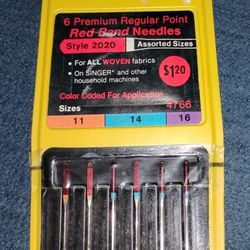 6 Premium Regular Point
Red Band Needles
Style 2020 Assorted Sizes
• For ALL WOVEN fabrics
• On SINGER* and other
household machines
$1.20
Color Coded For Application
4766
Sizes
11 14 16